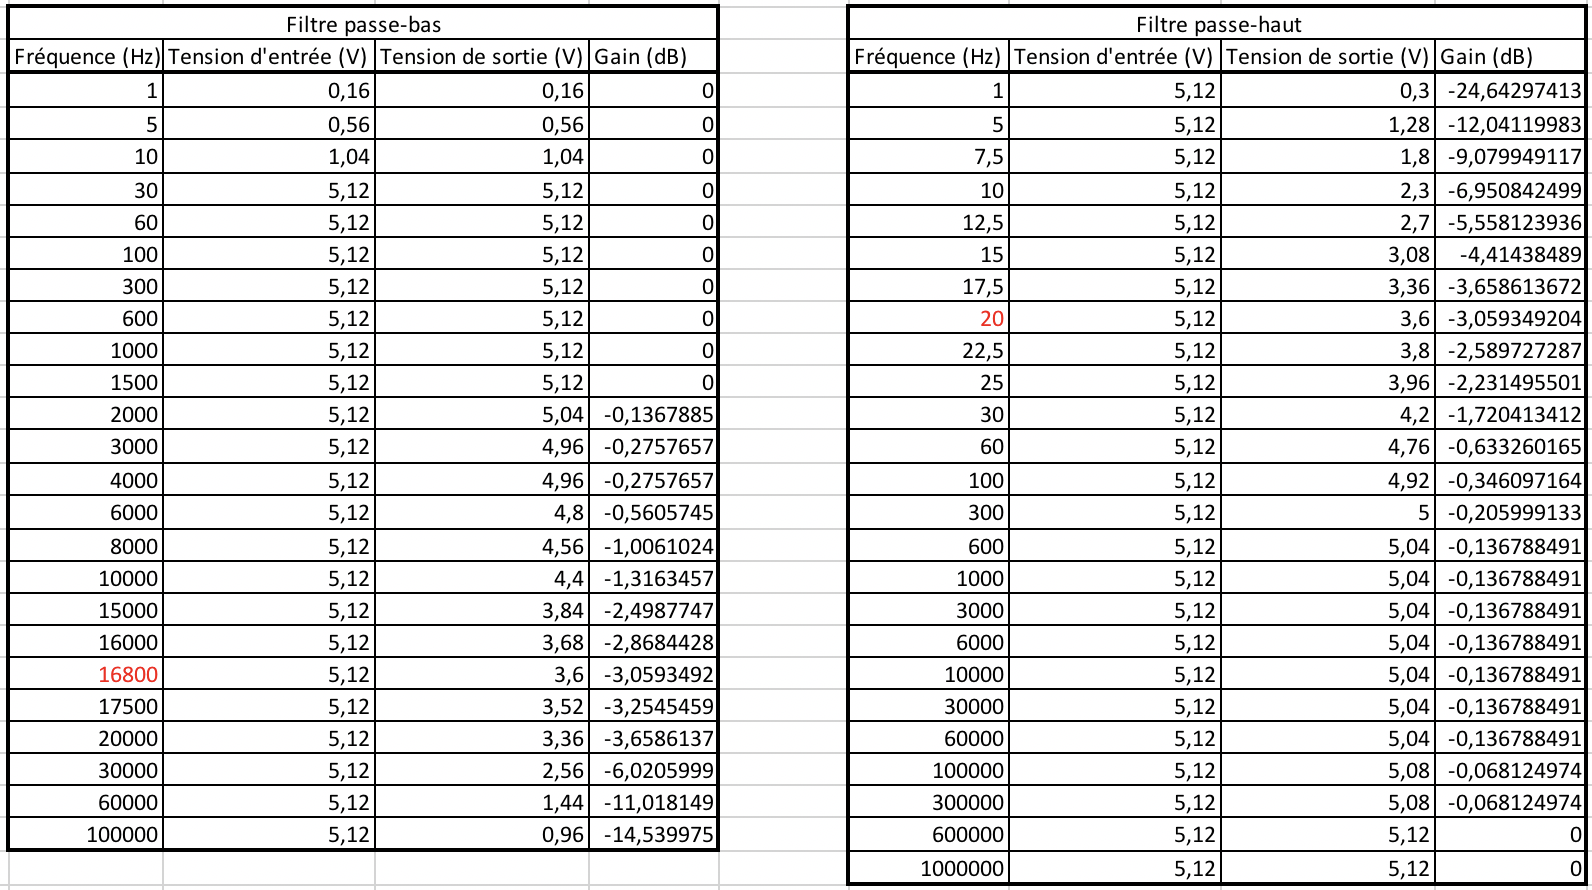 Filtre passe-bas
Fréquence (Hz) Tension d'entrée (V) Tension de sortie (V) Gain (dB)
1 0,16 0,16 0
5 0,56 0,56 0
10 1,04 1,04 0
30 5,12 5,12 0
60 5,12 5,12 0
100 5,12 5,12 0
300 5,12 5,12 0
600 5,12 5,12 0
1000 5,12 5,12 0
1500 5,12 5,12 0
2000 5,12 5,04 -0,1367885
3000 5,12 4,96 -0,2757657
4000 5,12 4,96 -0,2757657
6000 5,12 4,8 -0,5605745
8000 5,12 4,56 -1,0061024
10000 5,12 4,4 -1,3163457
15000 5,12 3,84 -2,4987747
16000 5,12 3,68 -2,8684428
16800 5,12 3,6 -3,0593492
17500 5,12 3,52 -3,2545459
20000 5,12 3,36 -3,6586137
30000 5,12 2,56 -6,0205999
60000 5,12 1,44 -11,018149
100000 5,12 0,96 -14,539975
Filtre passe-haut
Fréquence (Hz) Tension d'entrée (V) Tension de sortie (V) Gain (dB)
1 5,12 0,3 -24,64297413
5 5,12 1,28 -12,04119983
7,5 5,12 1,8 -9,079949117
10 5,12 2,3 -6,950842499
12,5 5,12 2,7 -5,558123936
15 5,12 3,08 -4,41438489
17,5 5,12 3,36 -3,658613672
20 5,12 3,6 -3,059349204
22,5 5,12 3,8 -2,589727287
25 5,12 3,96 -2,231495501
30 5,12 4,2 -1,720413412
60 5,12 4,76 -0,633260165
100 5,12 4,92 -0,346097164
300 5,12 5 -0,205999133
600 5,12 5,04 -0,136788491
1000 5,12 5,04 -0,136788491
3000 5,12 5,04 -0,136788491
6000 5,12 5,04 -0,136788491
10000 5,12 5,04 -0,136788491
30000 5,12 5,04 -0,136788491
60000 5,12 5,04 -0,136788491
100000 5,12 5,08 -0,068124974
300000 5,12 5,08 -0,068124974
600000 5,12 5,12 0
1000000 5,12 5,12 0